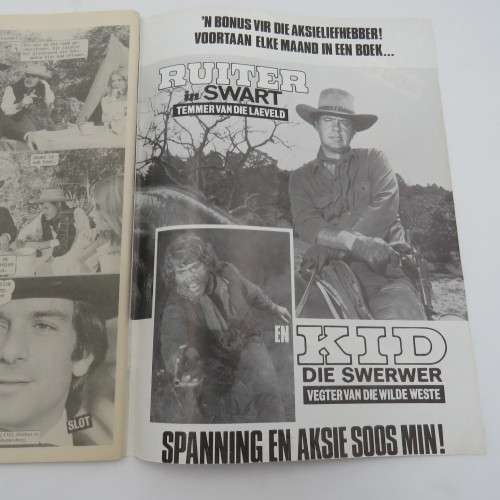 SLOT
'N BONUS VIR DIE AKSIELIEFHEBBER!
VOORTAAN ELKE MAAND IN EEN BOEK...
RUITER
in SWART
TEMMER VAN DIE LAEVELD
EN
KID
DIE SWERWER
VEGTER VAN DIE WILDE WESTE
SPANNING EN AKSIE SOOS MIN!